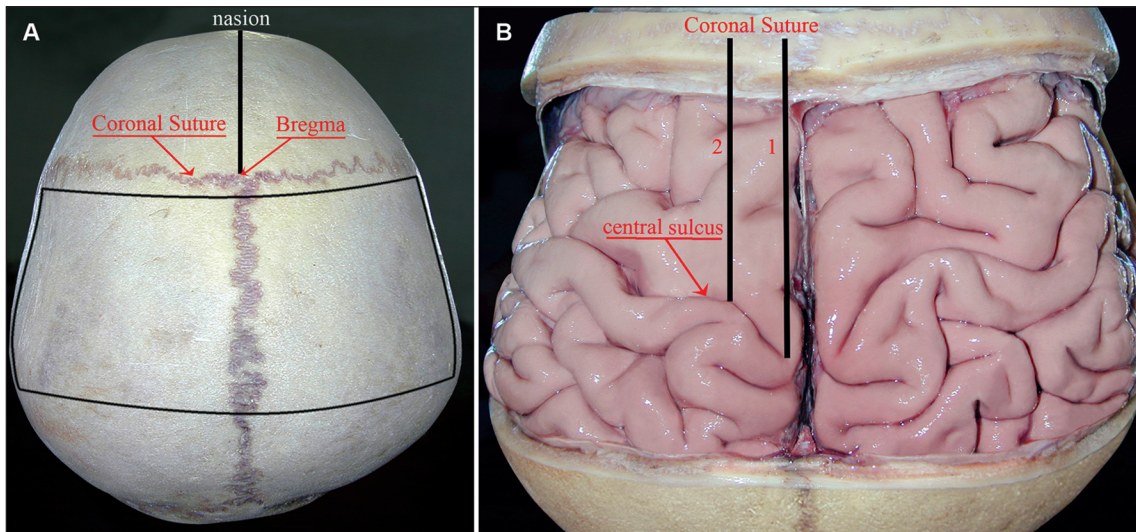 A
nasion
Coronal Suture
Bregma
B
Coronal Suture
2
1
central sulcus